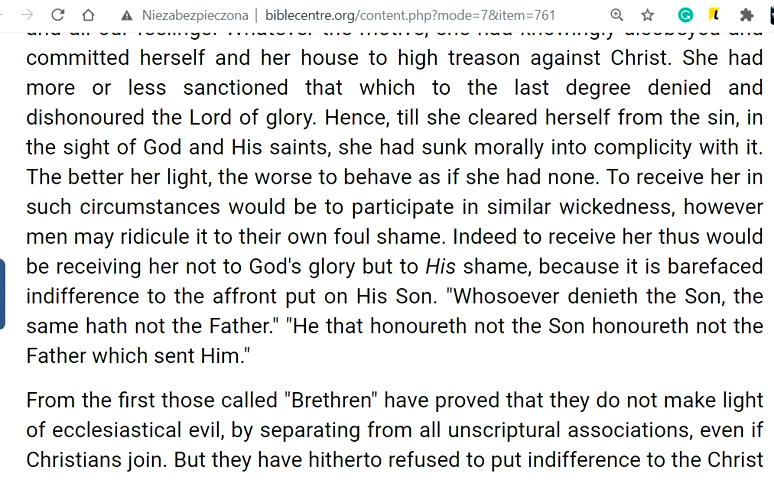 Niezabezpieczona | biblecentre.org/content.php?mode=7&item=761
committed herself and her house to high treason against Christ. She had
more or less sanctioned that which to the last degree denied and
dishonoured the Lord of glory. Hence, till she cleared herself from the sin, in
the sight of God and His saints, she had sunk morally into complicity with it.
The better her light, the worse to behave as if she had none. To receive her in
such circumstances would be to participate in similar wickedness, however
men may ridicule it to their own foul shame. Indeed to receive her thus would
be receiving her not to God's glory but to His shame, because it is barefaced
indifference to the affront put on His Son. "Whosoever denieth the Son, the
same hath not the Father." "He that honoureth not the Son honoureth not the
Father which sent Him."
From the first those called "Brethren" have proved that they do not make light
of ecclesiastical evil, by separating from all unscriptural associations, even if
Christians join. But they have hitherto refused to put indifference to the Christ